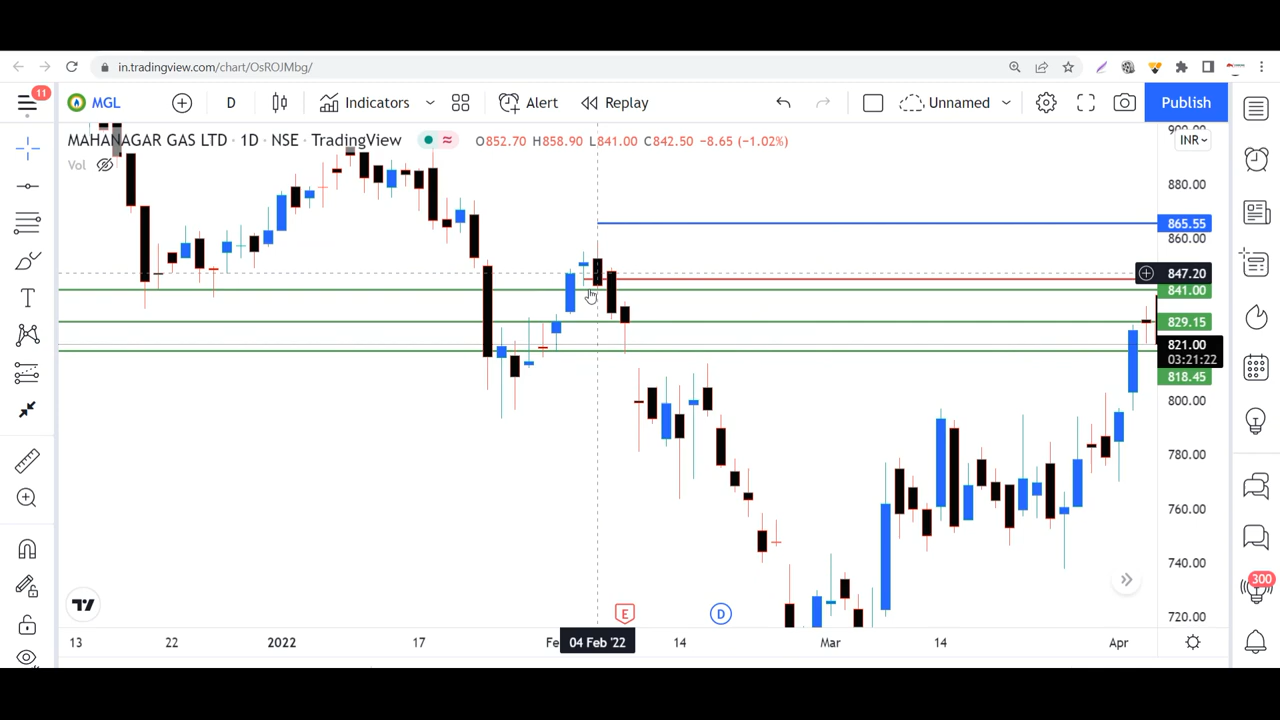 in.tradingview.com/chart/OsROJMbg/
11
MGL
D
Indicators
Alert
Replay
Unnamed
Publish
MAHANAGAR GAS LTD · 1D · NSE · TradingView
O852.70 H858.90 L841.00 C842.50 -8.65 (-1.02%)
INR
Vol
880.00
865.55
860.00
847.20
841.00
829.15
821.00
03:21:22
818.45
800.00
780.00
760.00
740.00
720.00
300
E
D
13
22
2022
17
04 Feb '22
14
Mar
14
Apr